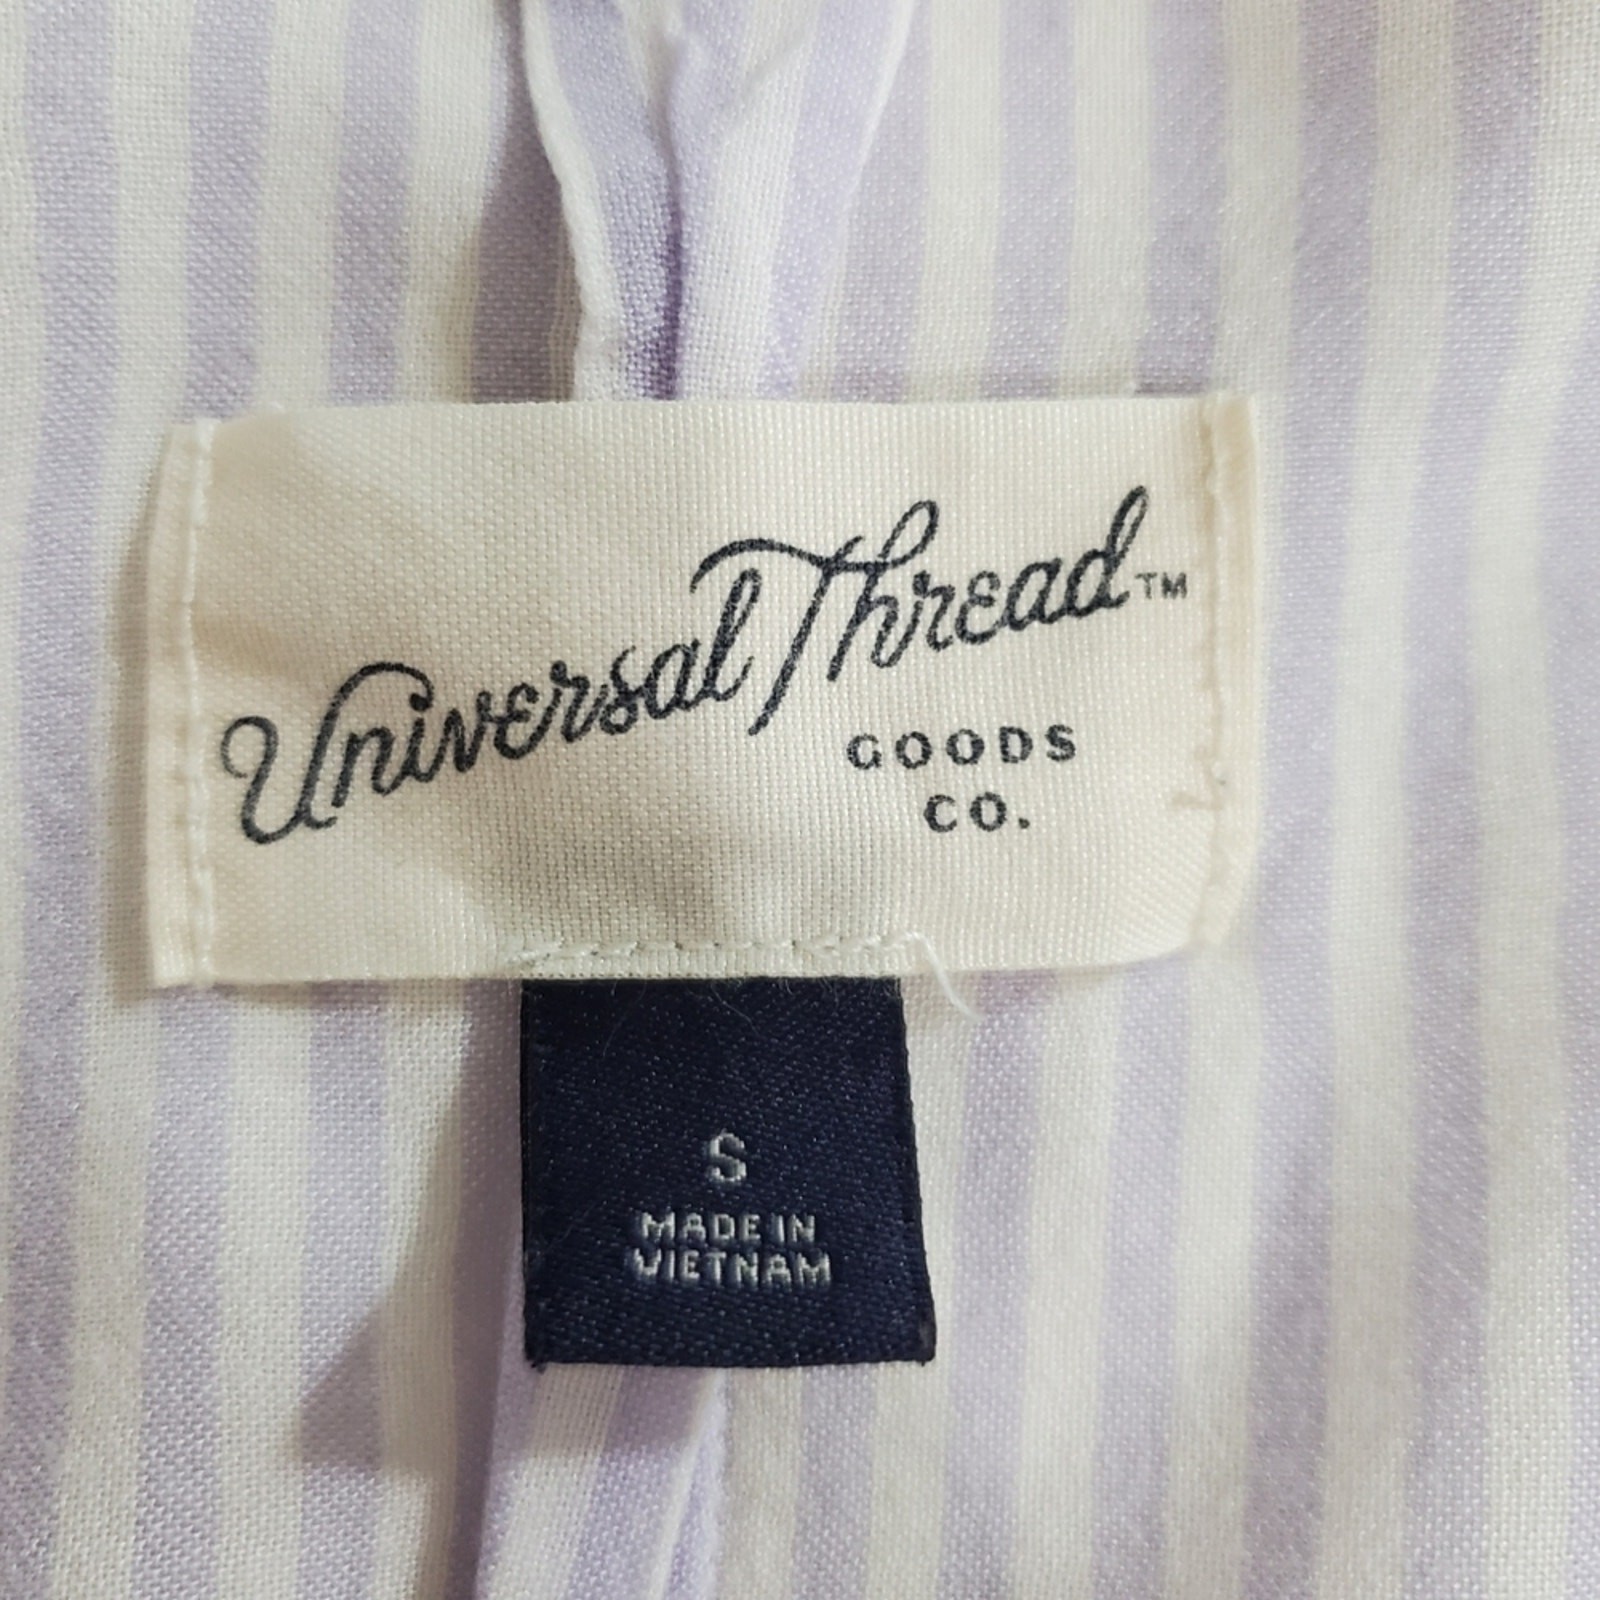 Universal Thread™
GOODS
CO.
S
MADE IN
VIETNAM